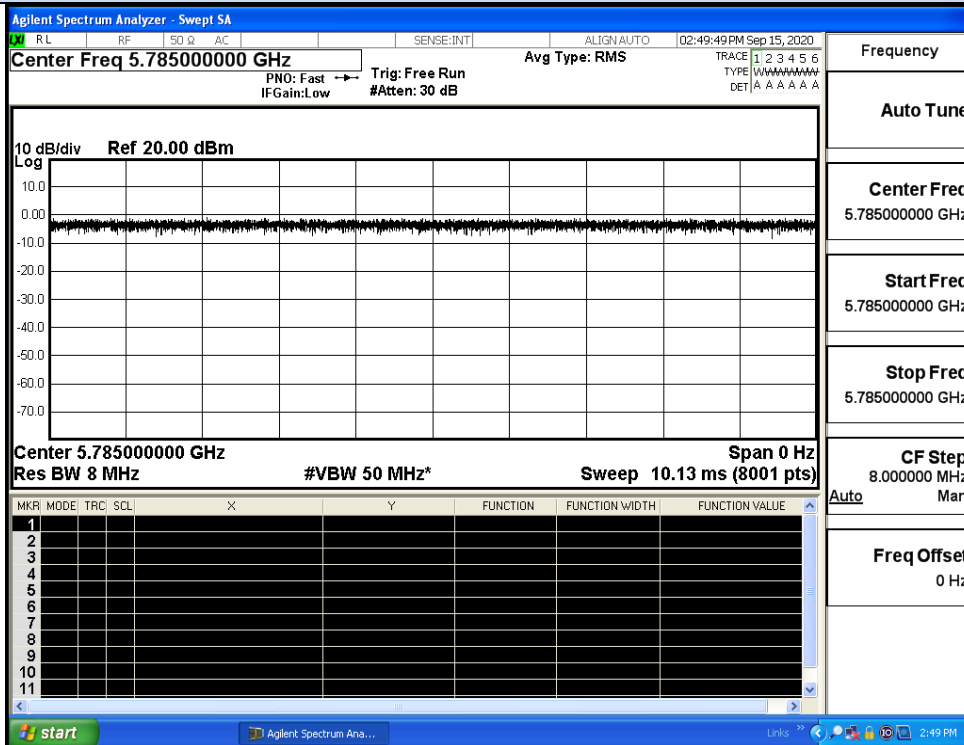 Agilent Spectrum Analyzer - Swept SA
LXI RL RF 50 Ω AC SENSE:INT ALIGN AUTO 02:49:49 PM Sep 15, 2020
Center Freq 5.785000000 GHz
PNO: Fast
IFGain:Low
Trig: Free Run
#Atten: 30 dB
Avg Type: RMS
TRACE 1 2 3 4 5 6
TYPE WWWWWW
DET A A A A A A
10 dB/div Ref 20.00 dBm
Log
10.0
0.00
-10.0
-20.0
-30.0
-40.0
-50.0
-60.0
-70.0
Center 5.785000000 GHz Span 0 Hz
Res BW 8 MHz #VBW 50 MHz* Sweep 10.13 ms (8001 pts)
MKR MODE TRC SCL X Y FUNCTION FUNCTION WIDTH FUNCTION VALUE
1
2
3
4
5
6
7
8
9
10
11
Frequency
Auto Tune
Center Freq
5.785000000 GHz
Start Freq
5.785000000 GHz
Stop Freq
5.785000000 GHz
CF Step
8.000000 MHz
Auto Man
Freq Offset
0 Hz
start Agilent Spectrum Ana... Links 2:49 PM